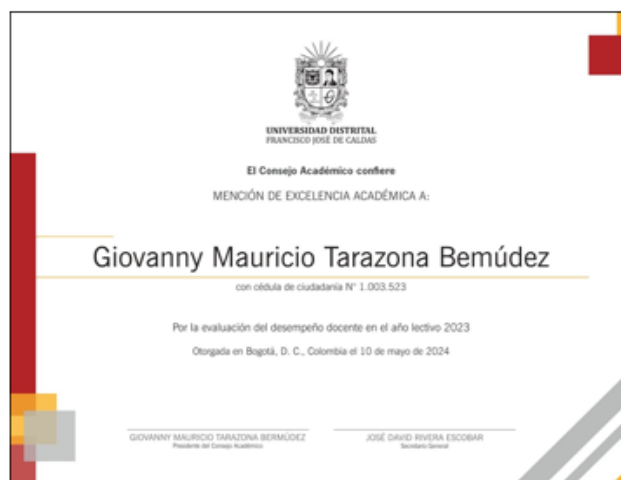 UNIVERSIDAD DISTRITAL
FRANCISCO JOSÉ DE CALDAS
El Consejo Académico confiere
MENCIÓN DE EXCELENCIA ACADÉMICA A:
Giovanny Mauricio Tarazona Bemúdez
con cédula de ciudadanía N° 1.003.523
Por la evaluación del desempeño docente en el año lectivo 2023
Otorgada en Bogotá, D. C., Colombia el 10 de mayo de 2024
GIOVANNY MAURICIO TARAZONA BERMÚDEZ
Presidente del Consejo Académico
JOSÉ DAVID RIVERA ESCOBAR
Secretario General